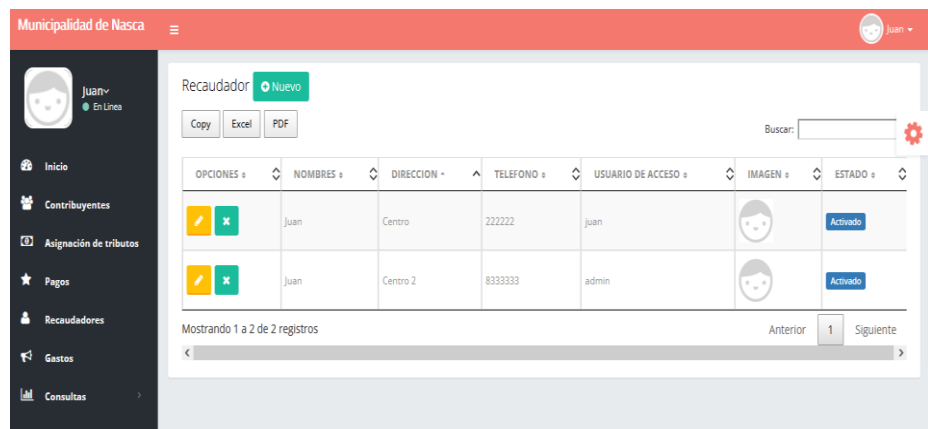 Municipalidad de Nasca
Juan
Juan
En Linea
Inicio
Contribuyentes
Asignación de tributos
Pagos
Recaudadores
Gastos
Consultas
Recaudador Nuevo
Copy Excel PDF
Buscar:
OPCIONES NOMBRES DIRECCION TELEFONO USUARIO DE ACCESO IMAGEN ESTADO
Juan Centro 222222 juan Activado
Juan Centro 2 8333333 admin Activado
Mostrando 1 a 2 de 2 registros
Anterior 1 Siguiente